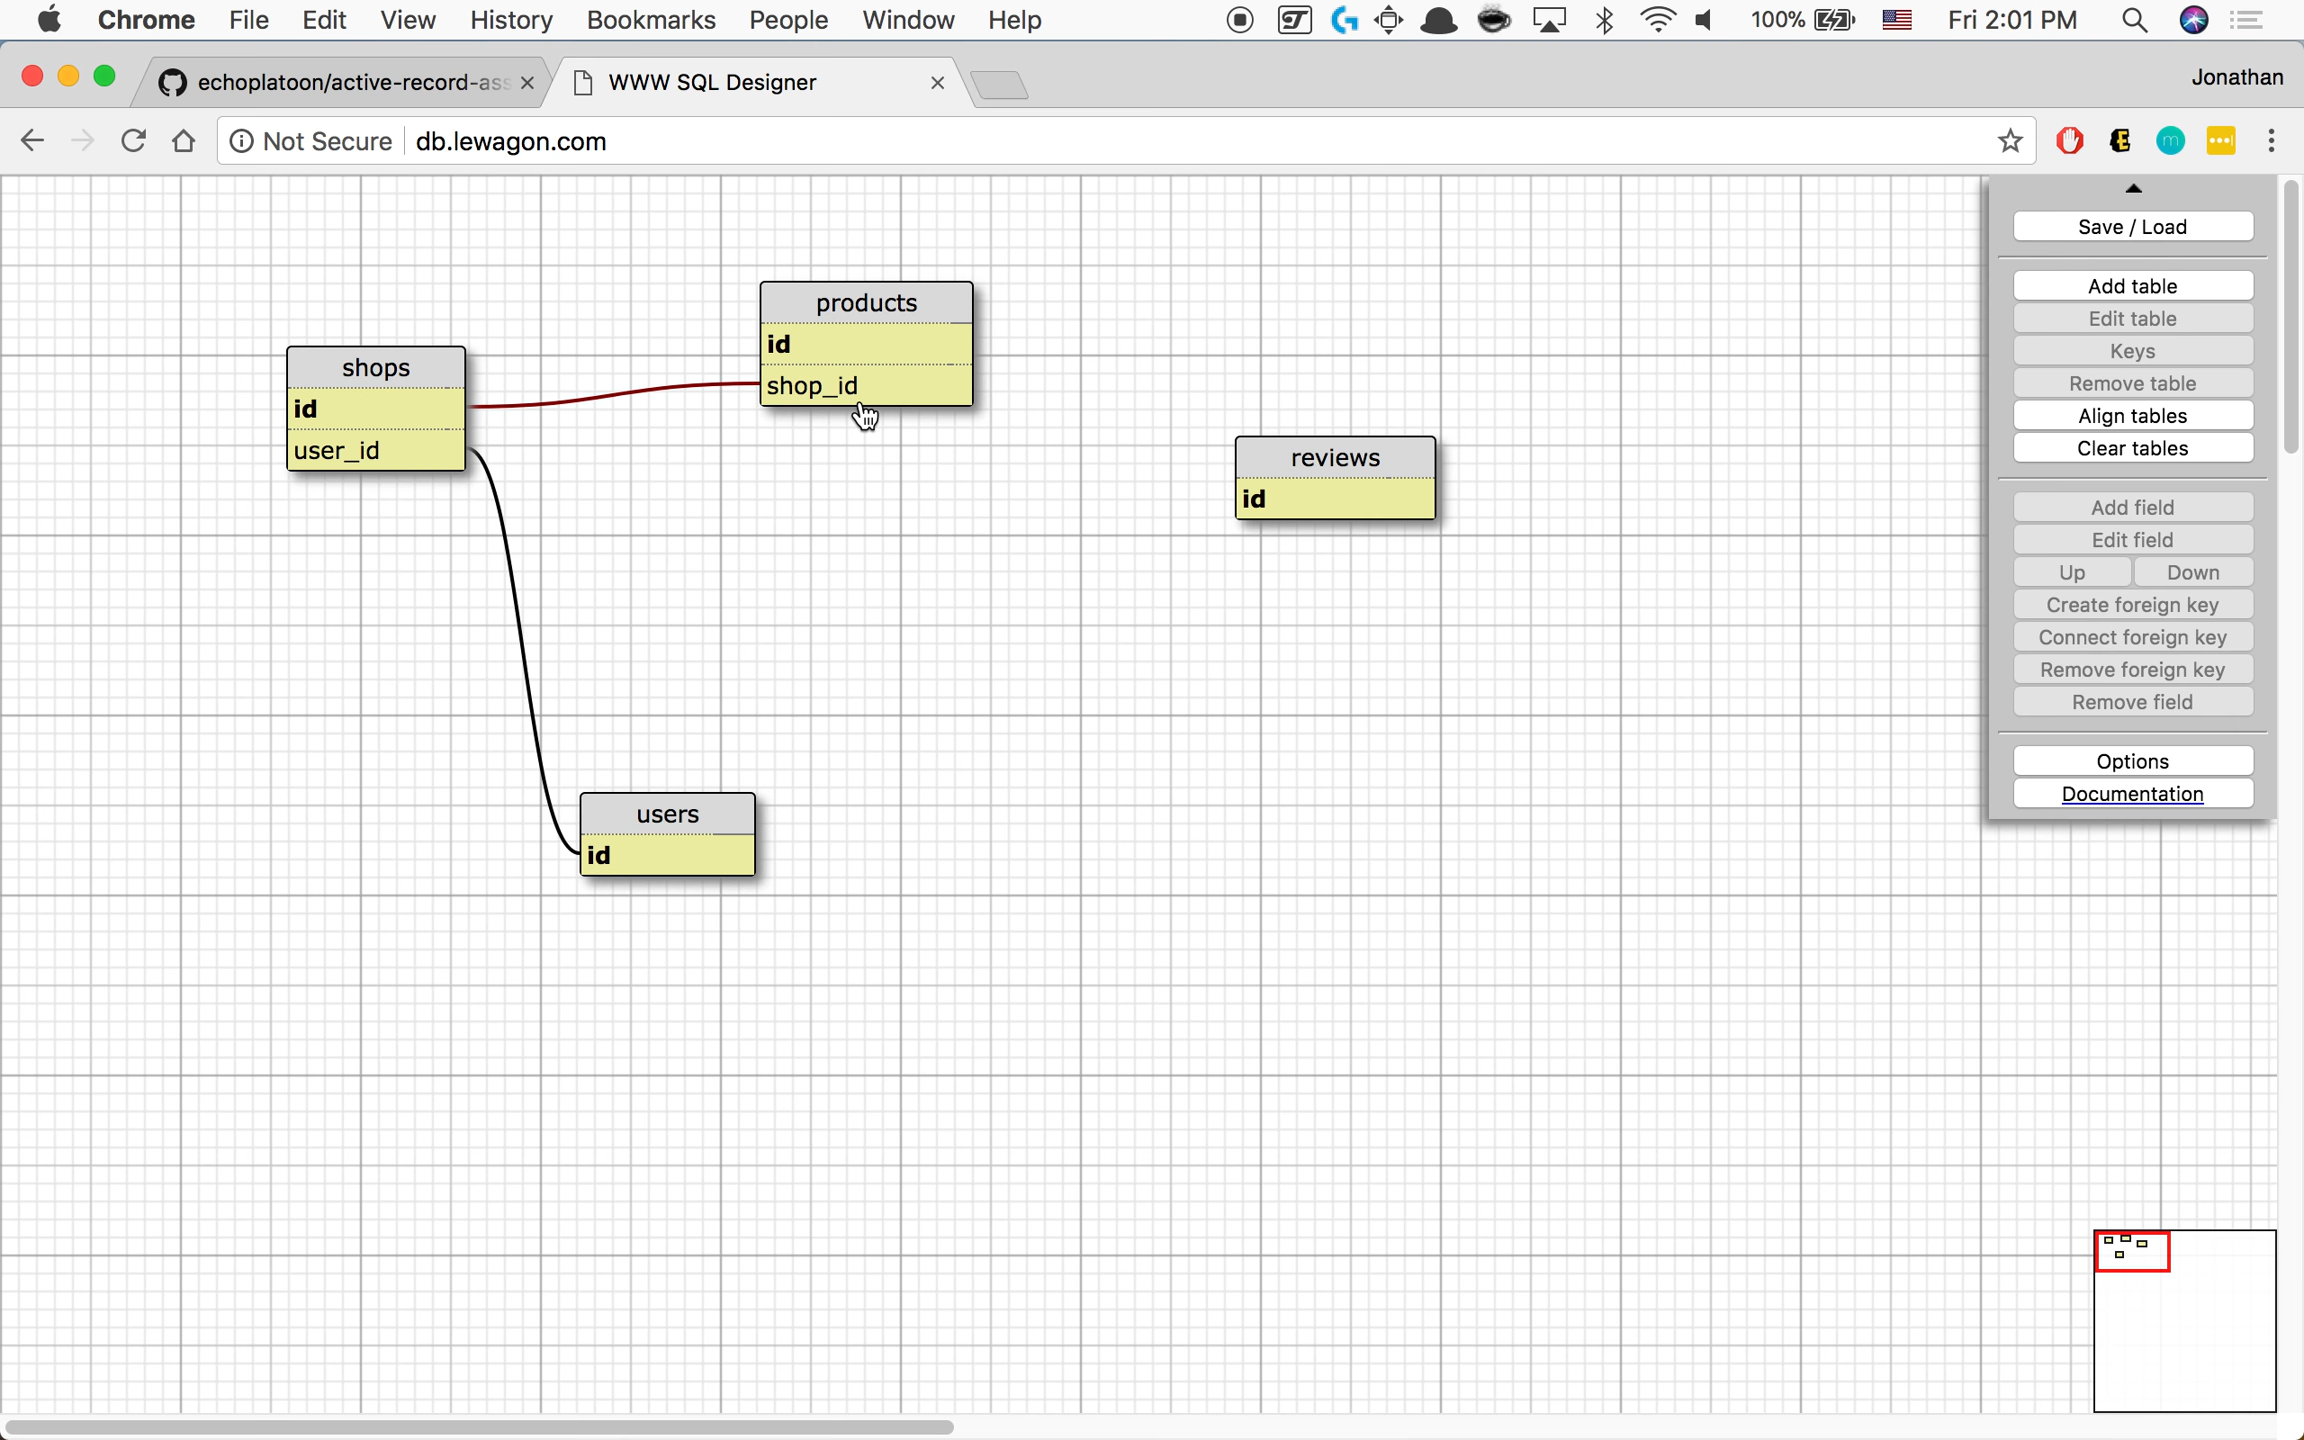 Chrome File Edit View History Bookmarks People Window Help 100% Fri 2:01 PM
echoplatoon/active-record-ass WWW SQL Designer Jonathan
Not Secure db.lewagon.com
Save / Load
Add table
Edit table
Keys
Remove table
Align tables
Clear tables
Add field
Edit field
Up Down
Create foreign key
Connect foreign key
Remove foreign key
Remove field
Options
Documentation
products
id
shop_id
shops
id
user_id
reviews
id
users
id